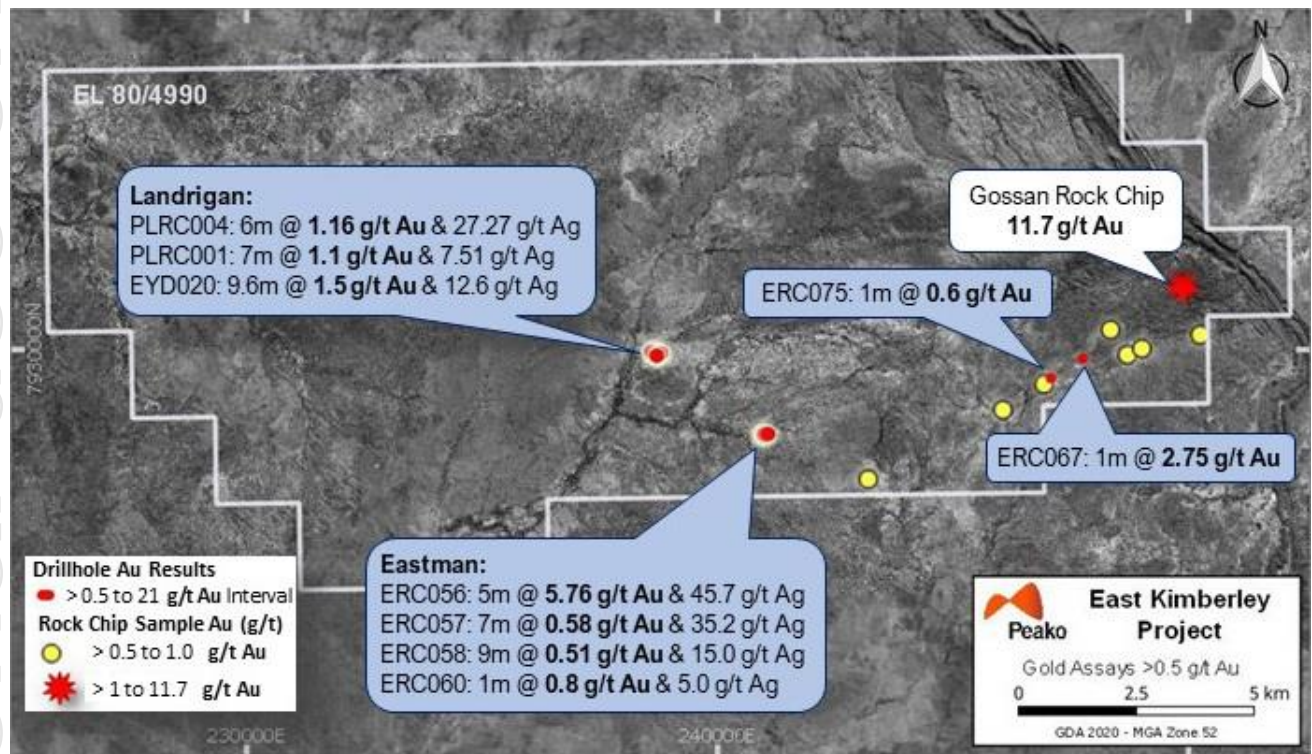 N
EL 80/4990
Landrigan:
PLRC004: 6m @ 1.16 g/t Au & 27.27 g/t Ag
PLRC001: 7m @ 1.1 g/t Au & 7.51 g/t Ag
EYD020: 9.6m @ 1.5 g/t Au & 12.6 g/t Ag
Gossan Rock Chip
11.7 g/t Au
ERC075: 1m @ 0.6 g/t Au
7930000N
ERC067: 1m @ 2.75 g/t Au
Eastman:
ERC056: 5m @ 5.76 g/t Au & 45.7 g/t Ag
ERC057: 7m @ 0.58 g/t Au & 35.2 g/t Ag
ERC058: 9m @ 0.51 g/t Au & 15.0 g/t Ag
ERC060: 1m @ 0.8 g/t Au & 5.0 g/t Ag
Drillhole Au Results
> 0.5 to 21 g/t Au Interval
Rock Chip Sample Au (g/t)
> 0.5 to 1.0 g/t Au
> 1 to 11.7 g/t Au
230000E
240000E
Peako
East Kimberley
Project
Gold Assays >0.5 g/t Au
0 2.5 5 km
GDA 2020 - MGA Zone 52